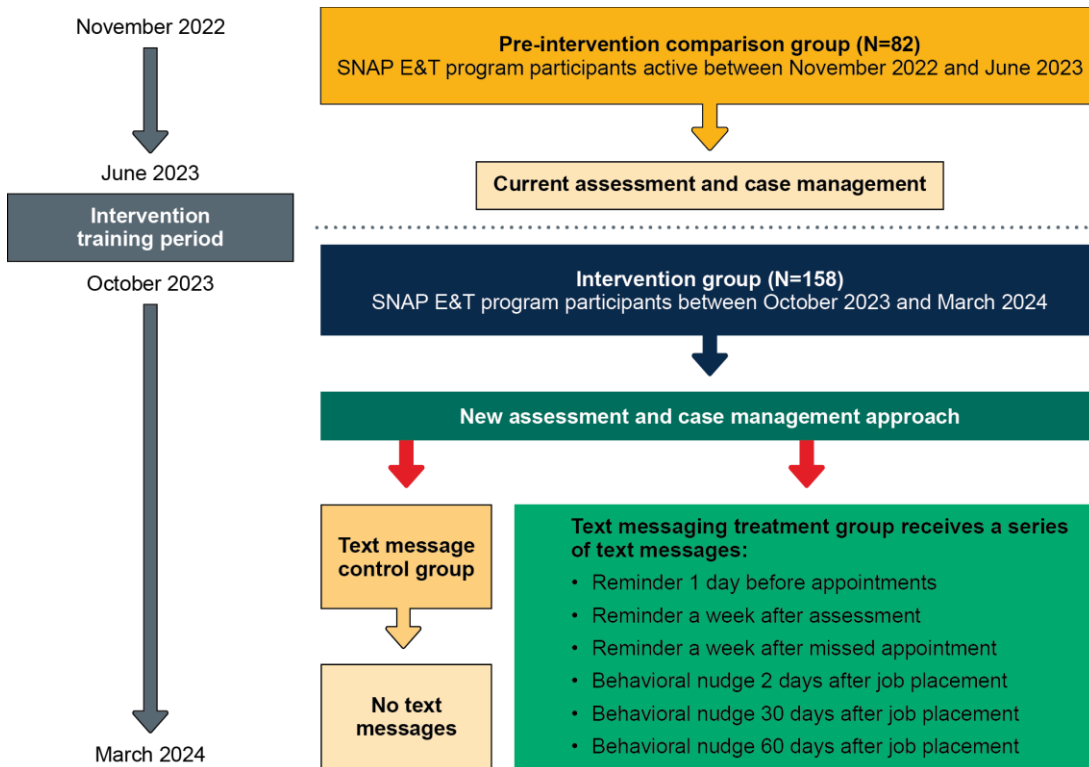 November 2022
June 2023
Intervention
training period
October 2023
March 2024
Pre-intervention comparison group (N=82)
SNAP E&T program participants active between November 2022 and June 2023
Current assessment and case management
Intervention group (N=158)
SNAP E&T program participants between October 2023 and March 2024
New assessment and case management approach
Text message
control group
No text
messages
Text messaging treatment group receives a series
of text messages:
• Reminder 1 day before appointments
• Reminder a week after assessment
• Reminder a week after missed appointment
• Behavioral nudge 2 days after job placement
• Behavioral nudge 30 days after job placement
• Behavioral nudge 60 days after job placement